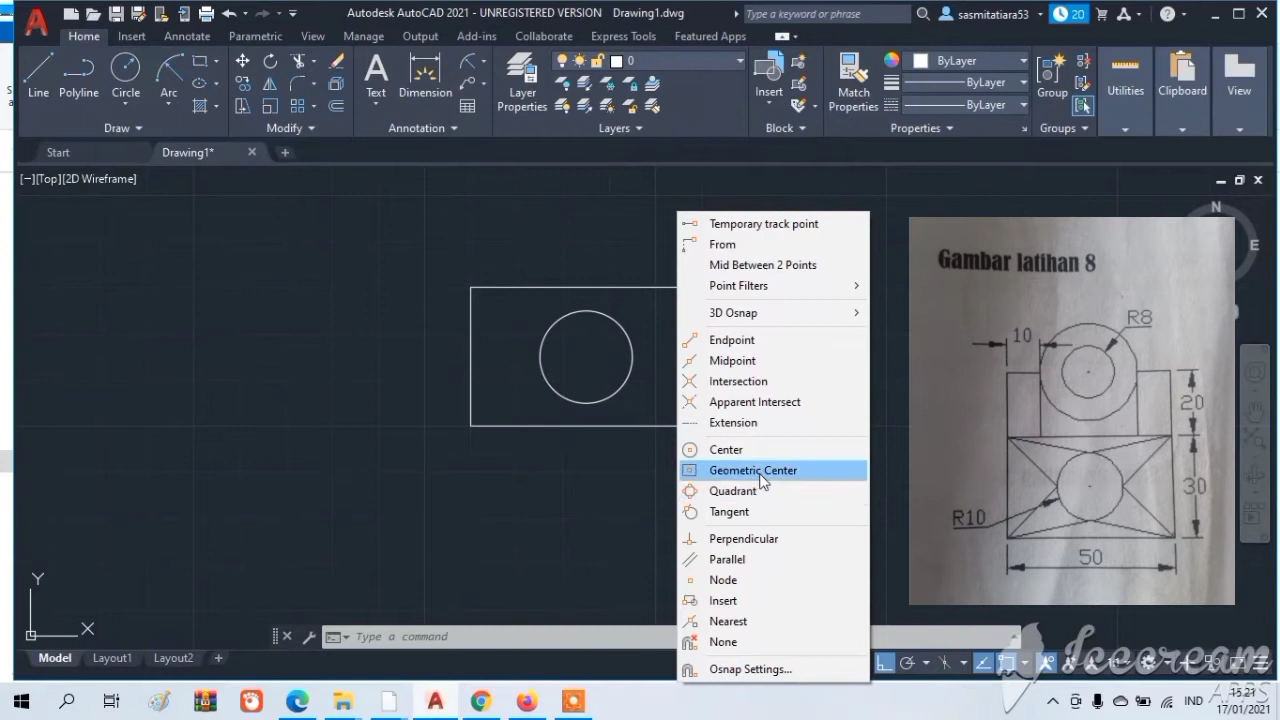 Autodesk AutoCAD 2021 - UNREGISTERED VERSION Drawing1.dwg
Type a keyword or phrase
sasmitatiara53
20
Home Insert Annotate Parametric View Manage Output Add-ins Collaborate Express Tools Featured Apps
0
ByLayer
ByLayer
ByLayer
Line Polyline Circle Arc
Text Dimension
Layer Properties
Insert
Match Properties
Group
Utilities Clipboard View
Draw Modify Annotation Layers Block Properties Groups
Start Drawing1*
[−][Top][2D Wireframe]
N
E
Temporary track point
From
Mid Between 2 Points
Point Filters
3D Osnap
Endpoint
Midpoint
Intersection
Apparent Intersect
Extension
Center
Geometric Center
Quadrant
Tangent
Perpendicular
Parallel
Node
Insert
Nearest
None
Osnap Settings...
Gambar latihan 8
R8
10
20
R10
30
50
Y
X
Type a command
Model Layout1 Layout2
Icecream
APPS
IND
15.21
17/01/2021